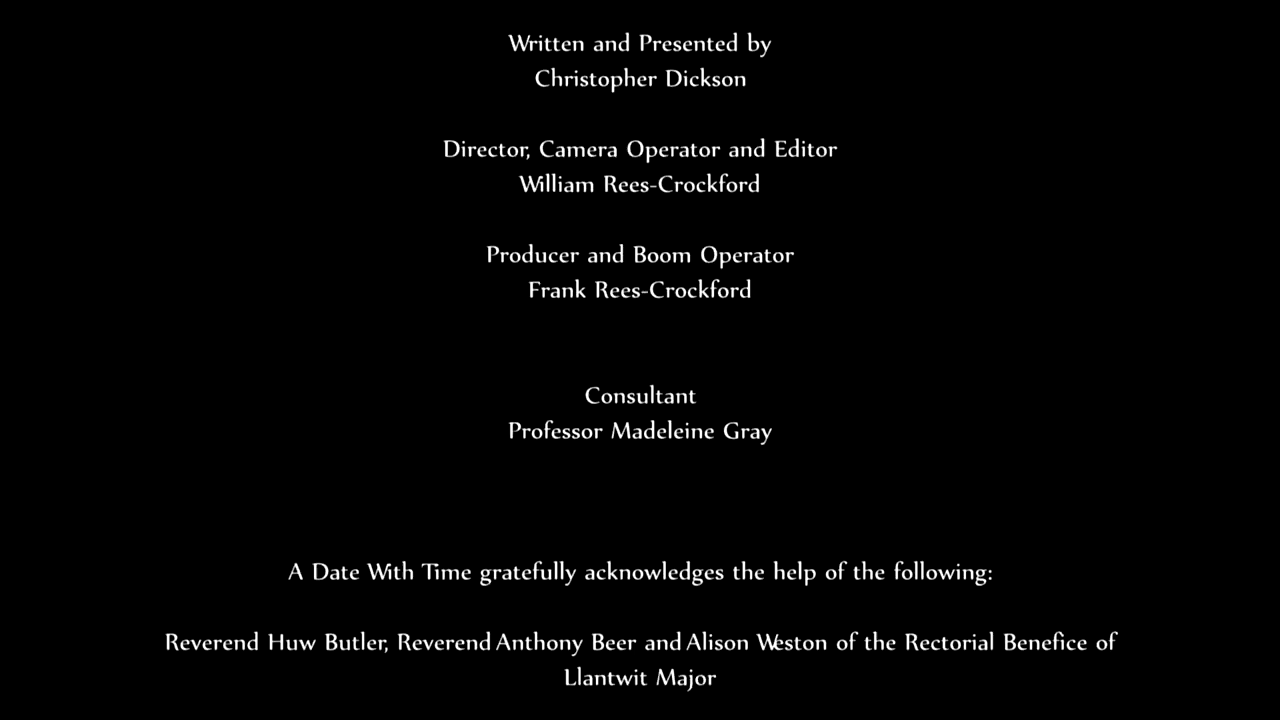 Written and Presented by
Christopher Dickson
Director, Camera Operator and Editor
William Rees-Crockford
Producer and Boom Operator
Frank Rees-Crockford
Consultant
Professor Madeleine Gray
A Date With Time gratefully acknowledges the help of the following:
Reverend Huw Butler, Reverend Anthony Beer and Alison Weston of the Rectorial Benefice of
Llantwit Major